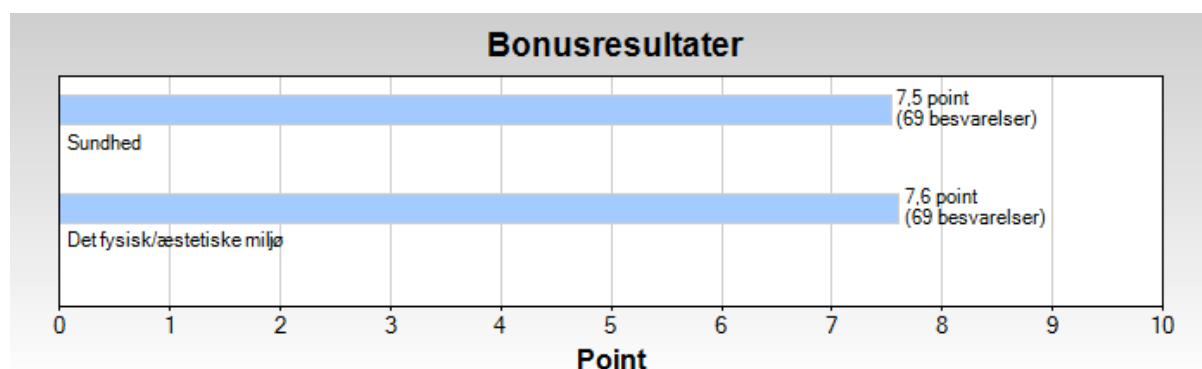 Bonusresultater
7,5 point
(69 besvarelser)
Sundhed
7,6 point
(69 besvarelser)
Det fysisk/æstetiske miljø
0 1 2 3 4 5 6 7 8 9 10
Point